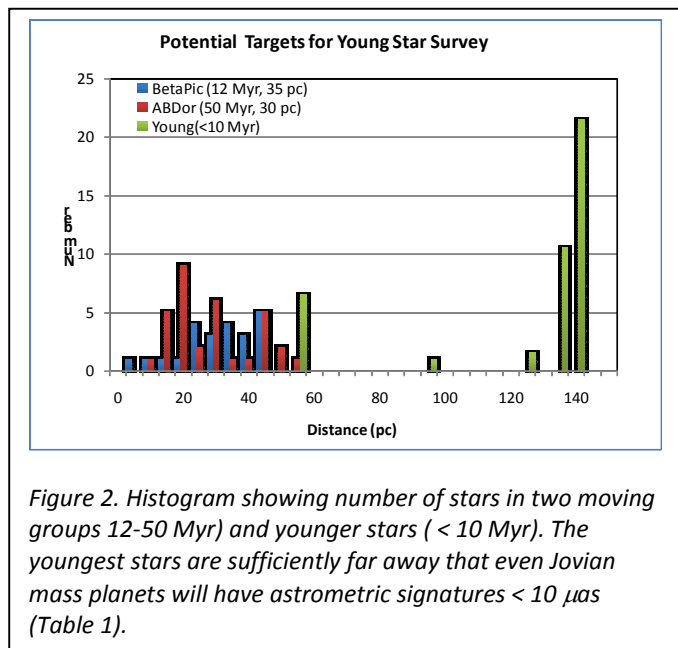 Potential Targets for Young Star Survey
25
20
15
10
5
0
BetaPic (12 Myr, 35 pc)
ABDor (50 Myr, 30 pc)
Young(<10 Myr)
Num be r
0 20 40 60 80 100 120 140
Distance (pc)
Figure 2. Histogram showing number of stars in two moving
groups 12-50 Myr) and younger stars ( < 10 Myr). The
youngest stars are sufficiently far away that even Jovian
mass planets will have astrometric signatures < 10 μas
(Table 1).